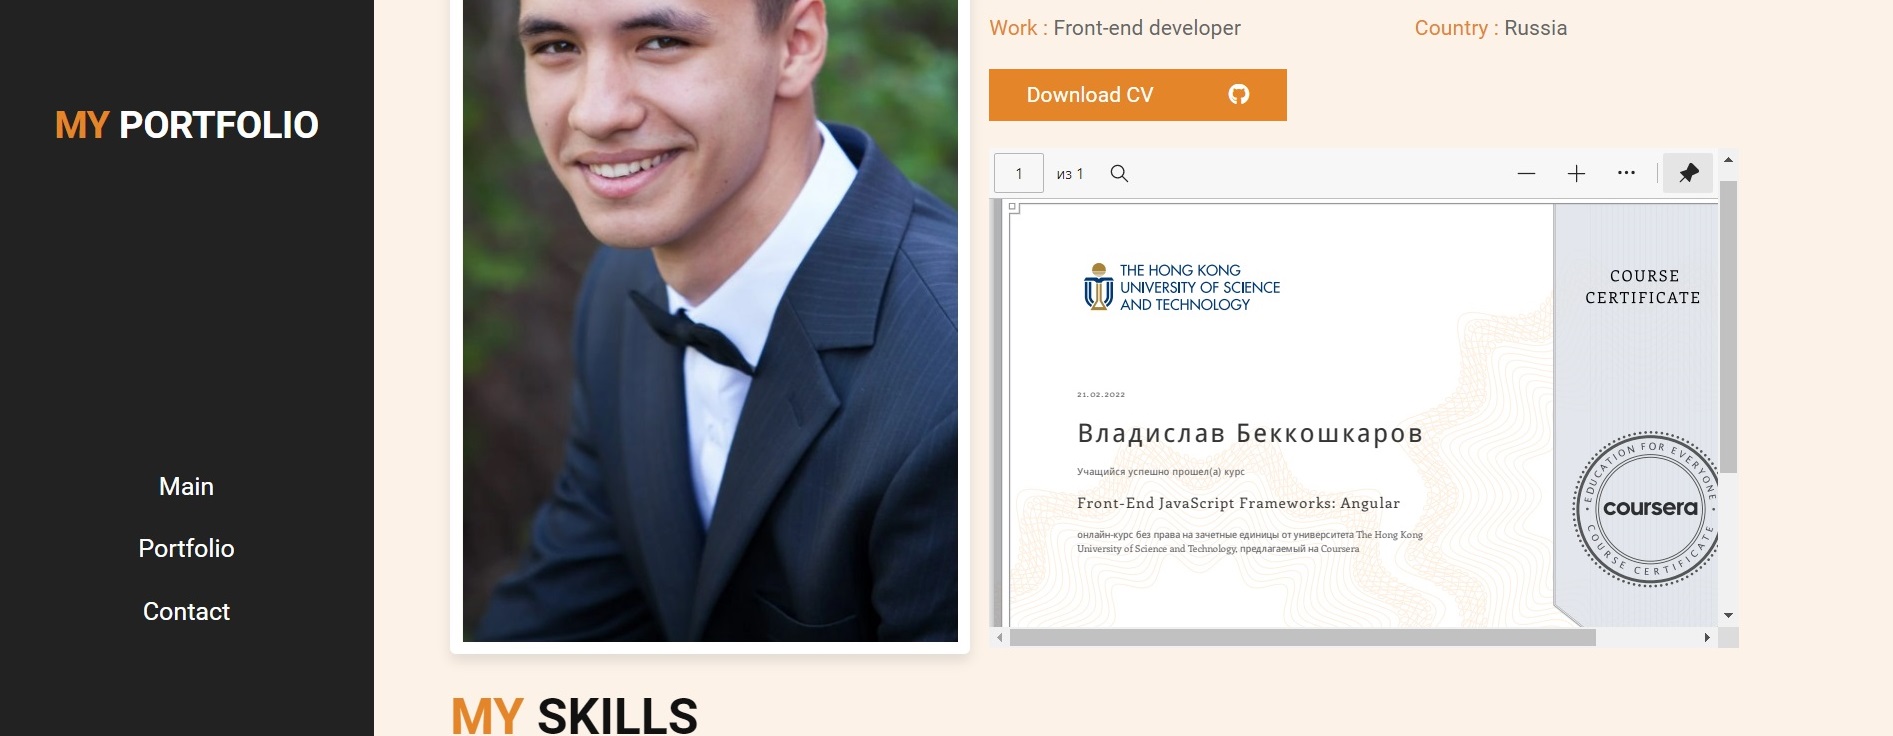 MY PORTFOLIO
Main
Portfolio
Contact
Work : Front-end developer
Country : Russia
Download CV
1 из 1
THE HONG KONG
UNIVERSITY OF SCIENCE
AND TECHNOLOGY
COURSE
CERTIFICATE
21.02.2022
Владислав Беккошкаров
Учащийся успешно прошел(а) курс
Front-End JavaScript Frameworks: Angular
онлайн-курс без права на зачетные единицы от университета The Hong Kong
University of Science and Technology, предлагаемый на Coursera
EDUCATION FOR EVERYONE
coursera
COURSE CERTIFICATE
MY SKILLS